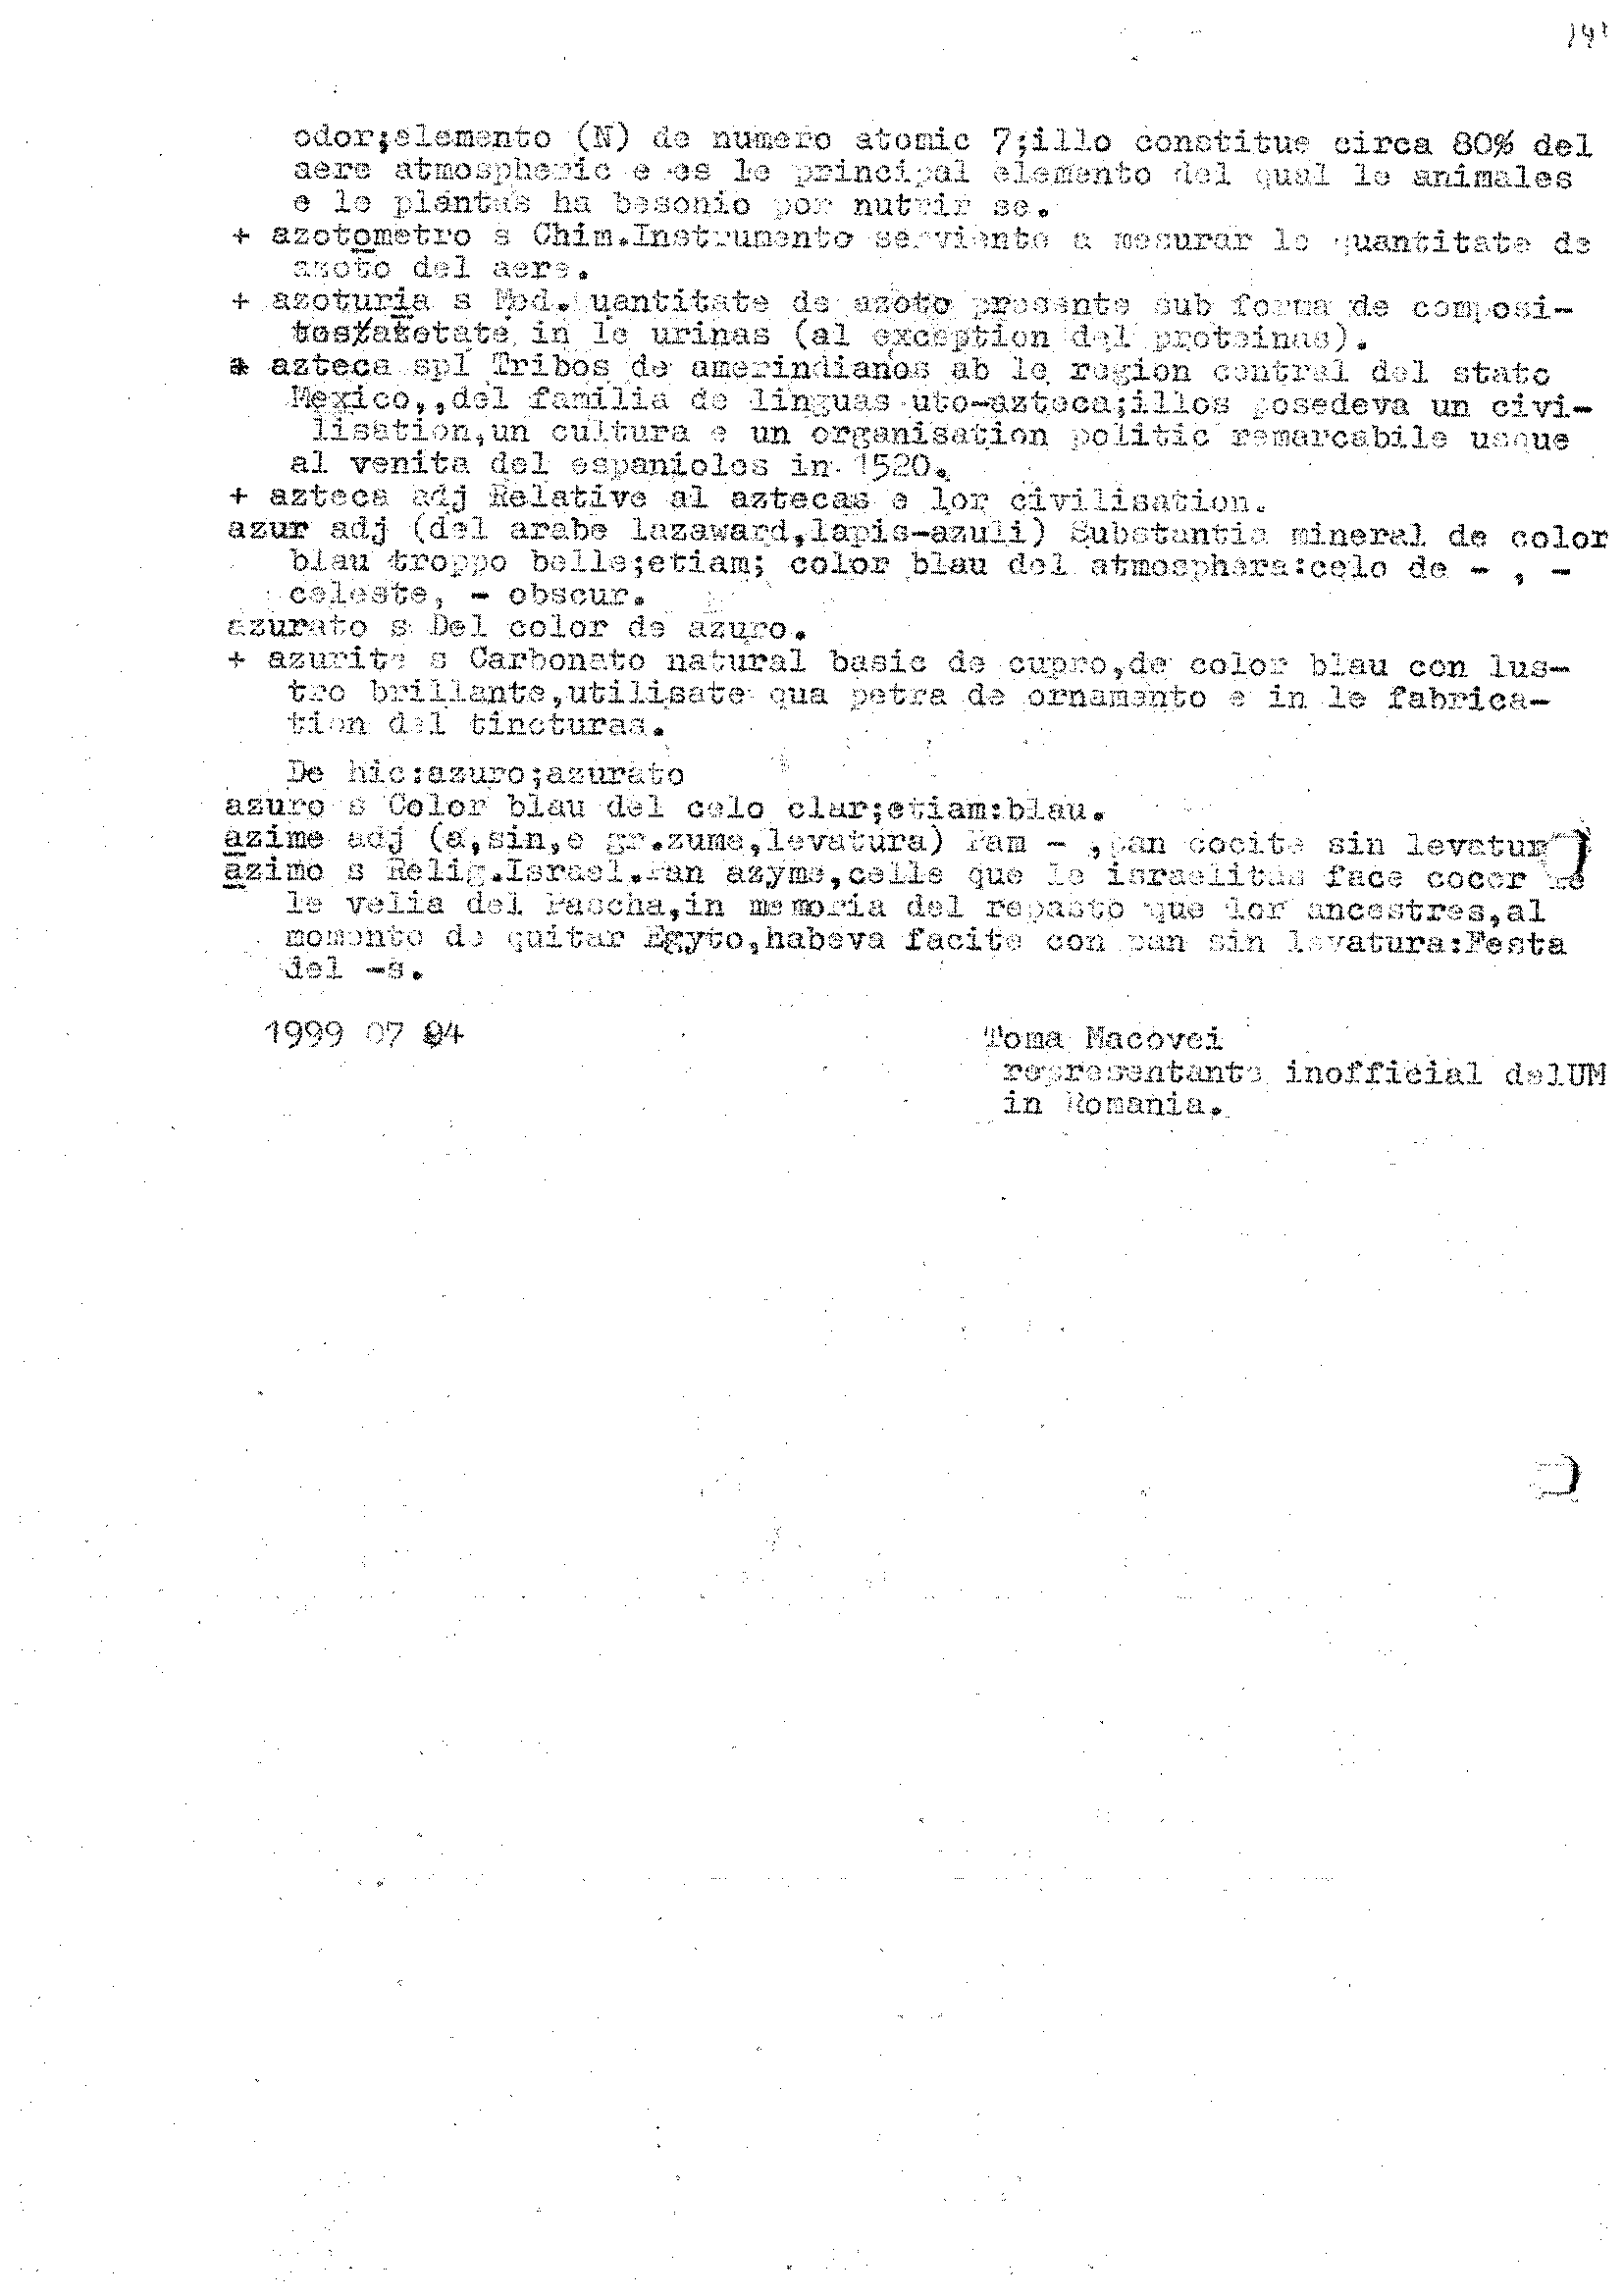 odor;elemento (N) de numero atomic 7;illo constitue circa 80% del
aere atmospheric e es le principal elemento del qual le animales
e le plantas ha besonio por nutrir se.
+ azotometro s Chim.Instrumento serviente a mesurar le quantitate de
azoto del aere.
+ azoturia s Med. uantitate de azoto presente sub forma de composi-
in le urinas (al exception del proteinas).
azteca spl Tribos de amerindianos ab le region central del stato
Mexico,,del familia de linguas uto-azteca;illos posedeva un civi-
lisation,un cultura e un organisation politic remarcabile usque
al venita del espaniolos in 1520.
+ azteca adj Relative al aztecas e lor civilisation.
azur adj (del arabe lazaward,lapis-azuli) Substantia mineral de color
blau troppo belle;etiam; color blau del atmosphera:celo de - , -
celeste, - obscur.
azurato s Del color de azuro.
+ azurite s Carbonato natural basic de cupro,de color blau con lus-
tro brillante,utilisate qua petra de ornamento e in le fabrica-
tion del tincturas.
De hic:azuro;azurato
azuro s Color blau del celo clar;etiam:blau.
azime adj (a,sin,e gr.zume,levatura) Pam - ,pan cocite sin levatur
azimo s Relig.Israel.Pan azyme,celle que le israelitas face cocer
le velia del Pascha,in memoria del repasto que lor ancestres,al
momento de quitar Egyto,habeva facite con pan sin levatura:Festa
del -s.
1999 07 04
Toma Macovei
representante inofficial delUM
in Romania.